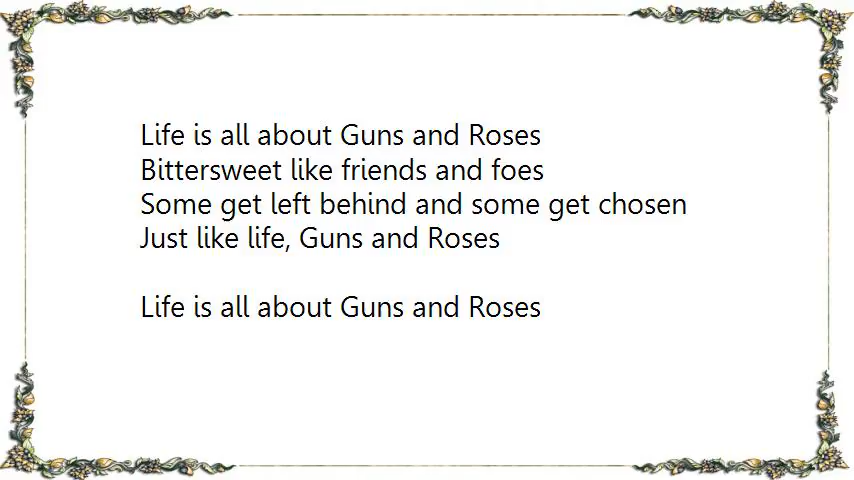 Life is all about Guns and Roses
Bittersweet like friends and foes
Some get left behind and some get chosen
Just like life, Guns and Roses
Life is all about Guns and Roses